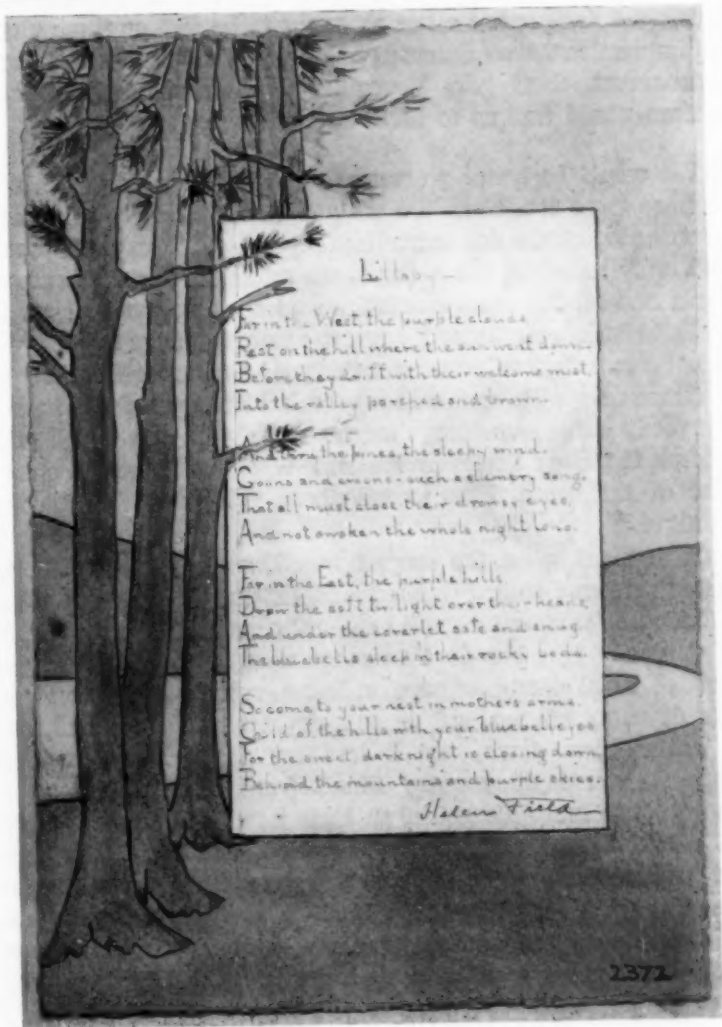 Lullaby —
Far in the West, the purple clouds
Rest on the hill where the sun went down.
Before they drift with their welcome mist,
Into the valley parched and brown.
And thru the pines, the sleepy wind.
Croons and croons - such a slumery song.
That all must close their drowsy eyes,
And not awaken the whole night long.
Far in the East, the purple hills
Draw the soft twilight over their heads,
And under the coverlet safe and snug
The bluebells sleep in their rocky beds.
So come to your nest in mothers arms.
Child of the hills with your bluebell eyes
For the sweet, dark night is closing down
Behind the mountains and purple skies.
Helen Field
2372